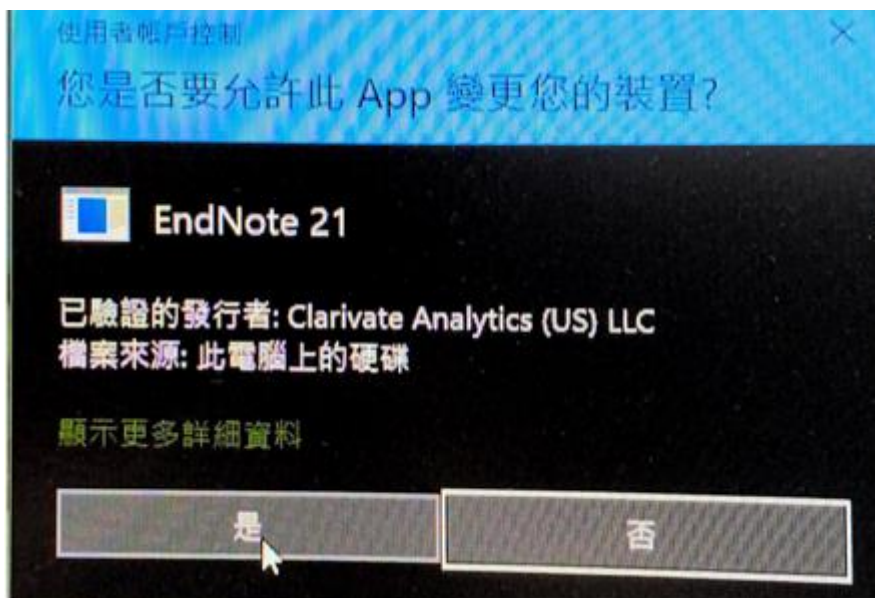 使用者帳戶控制
您是否要允許此 App 變更您的裝置?
EndNote 21
已驗證的發行者: Clarivate Analytics (US) LLC
檔案來源: 此電腦上的硬碟
顯示更多詳細資料
是
否